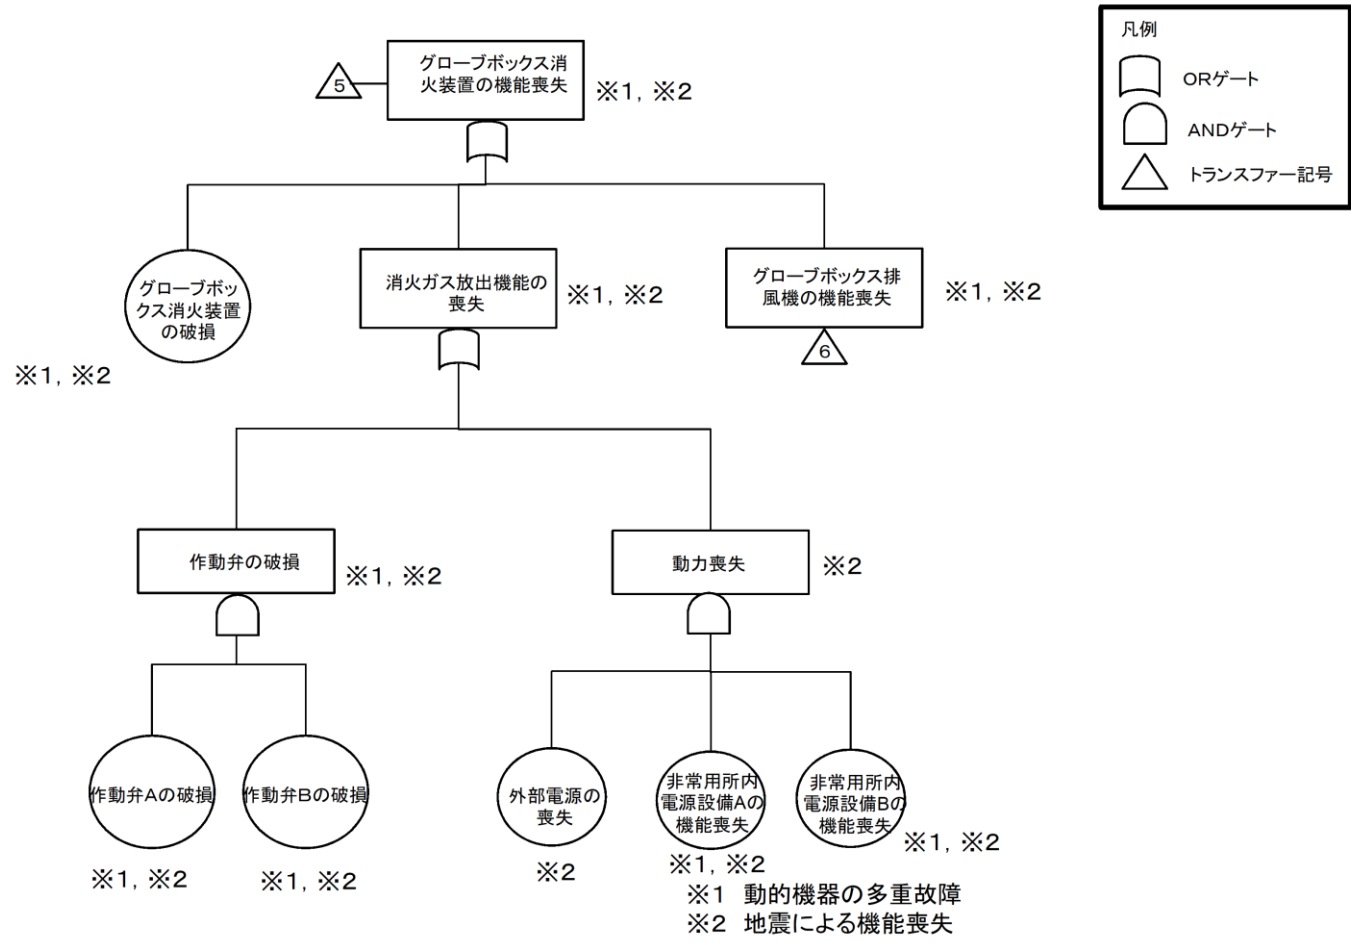 凡例
ORゲート
ANDゲート
トランスファー記号
5
グローブボックス消
火装置の機能喪失
※1, ※2
グローブボッ
クス消火装置
の破損
※1, ※2
消火ガス放出機能の
喪失
※1, ※2
グローブボックス排
風機の機能喪失
※1, ※2
6
作動弁の破損
※1, ※2
動力喪失
※2
作動弁Aの破損
※1, ※2
作動弁Bの破損
※1, ※2
外部電源の
喪失
※2
非常用所内
電源設備Aの
機能喪失
※1, ※2
非常用所内
電源設備Bの
機能喪失
※1, ※2
※1 動的機器の多重故障
※2 地震による機能喪失